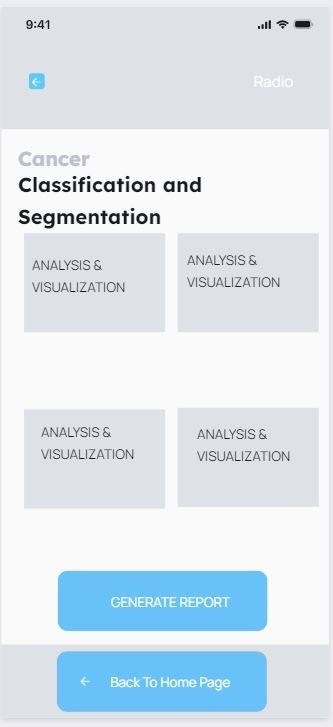 9:41
Radio
Cancer
Classification and
Segmentation
ANALYSIS &
VISUALIZATION
ANALYSIS &
VISUALIZATION
ANALYSIS &
VISUALIZATION
ANALYSIS &
VISUALIZATION
GENERATE REPORT
Back To Home Page